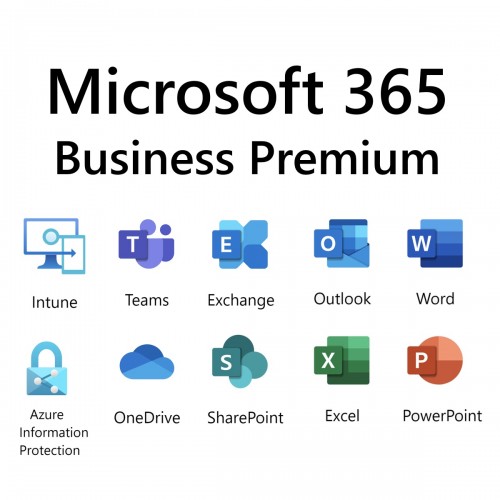 Microsoft 365
Business Premium
T
E
O
W
Intune
Teams
Exchange
Outlook
Word
S
X
P
Azure
Information
Protection
OneDrive
SharePoint
Excel
PowerPoint